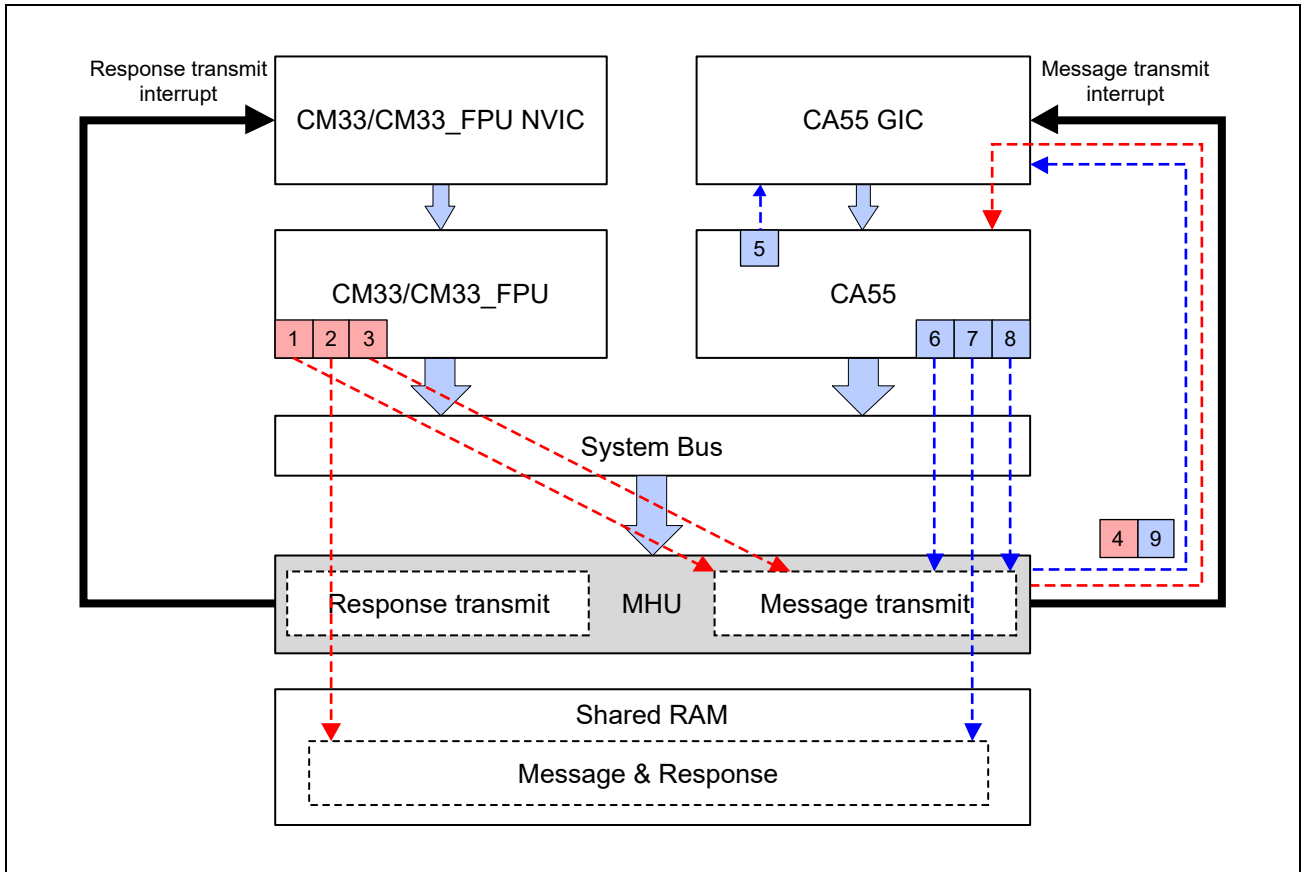 Response transmit
interrupt
Message transmit
interrupt
CM33/CM33_FPU NVIC
CA55 GIC
5
CM33/CM33_FPU
CA55
1 2 3
6 7 8
System Bus
4 9
Response transmit
MHU
Message transmit
Shared RAM
Message & Response